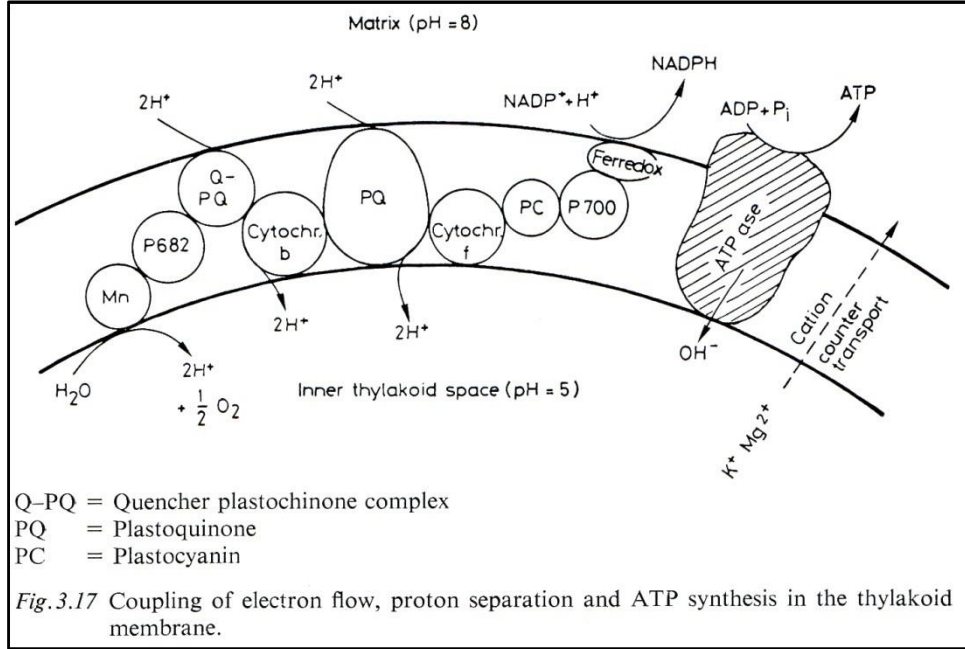 Matrix (pH = 8)
2H⁺
2H⁺
NADP⁺+ H⁺
NADPH
ADP+Pi
ATP
Q–
PQ
P682
Mn
Cytochr.
b
PQ
Cytochr.
f
PC
P700
Ferredox
ATPase
H₂O
2H⁺
+ ½ O₂
2H⁺
2H⁺
OH⁻
Inner thylakoid space (pH = 5)
Cation
counter
transport
K⁺ Mg²⁺
Q–PQ = Quencher plastochinone complex
PQ = Plastoquinone
PC = Plastocyanin
Fig. 3.17 Coupling of electron flow, proton separation and ATP synthesis in the thylakoid
membrane.